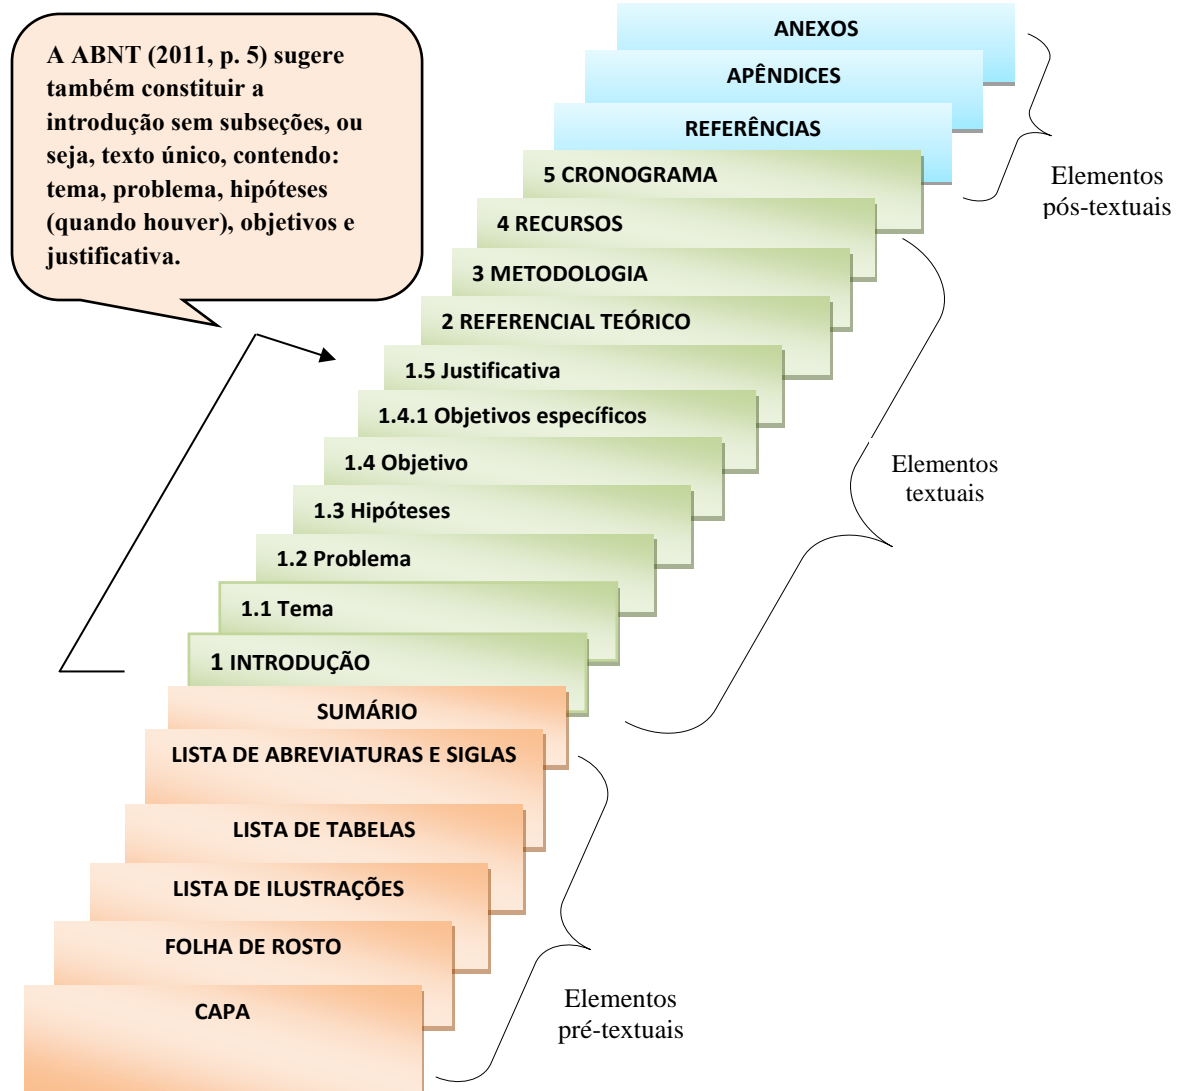 A ABNT (2011, p. 5) sugere
também constituir a
introdução sem subseções, ou
seja, texto único, contendo:
tema, problema, hipóteses
(quando houver), objetivos e
justificativa.
ANEXOS
APÊNDICES
REFERÊNCIAS
Elementos
pós-textuais
5 CRONOGRAMA
4 RECURSOS
3 METODOLOGIA
2 REFERENCIAL TEÓRICO
1.5 Justificativa
1.4.1 Objetivos específicos
1.4 Objetivo
1.3 Hipóteses
1.2 Problema
1.1 Tema
1 INTRODUÇÃO
Elementos
textuais
SUMÁRIO
LISTA DE ABREVIATURAS E SIGLAS
LISTA DE TABELAS
LISTA DE ILUSTRAÇÕES
FOLHA DE ROSTO
CAPA
Elementos
pré-textuais